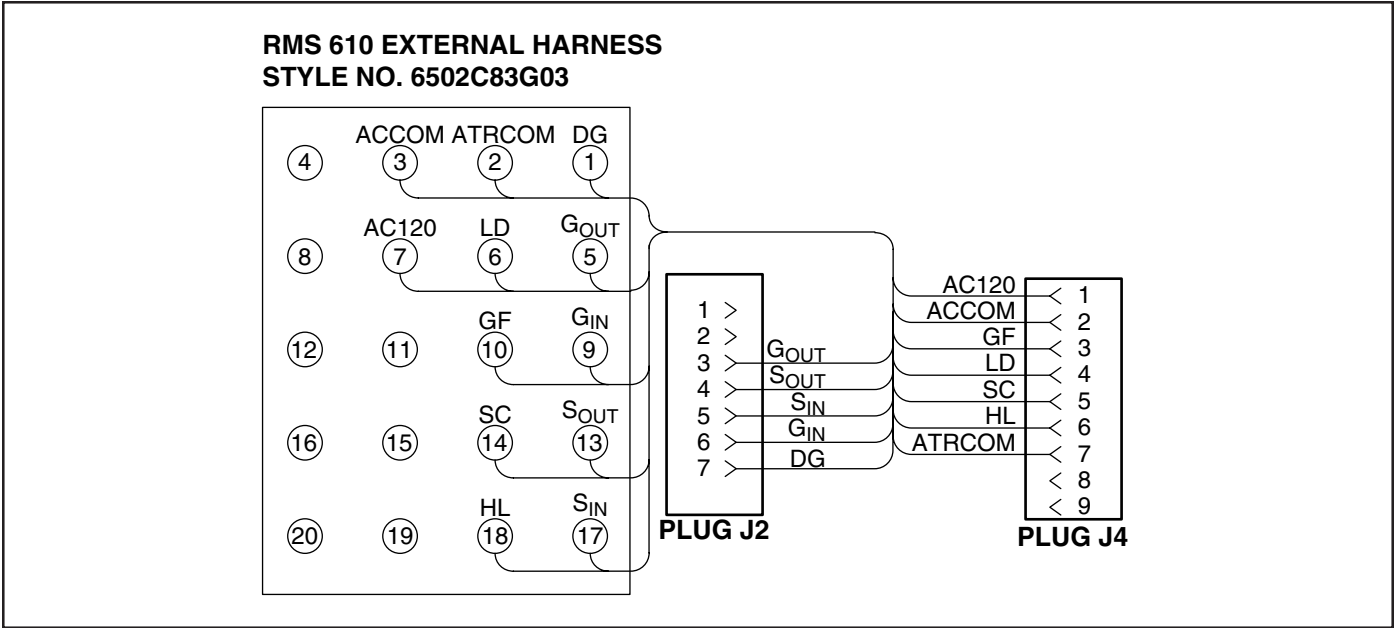 RMS 610 EXTERNAL HARNESS
STYLE NO. 6502C83G03
ACCOM ATRCOM DG
4 3 2 1
AC120 LD GOUT
8 7 6 5
GF GIN
12 11 10 9
SC SOUT
16 15 14 13
HL SIN
20 19 18 17
1
2
3 GOUT
4 SOUT
5 SIN
6 GIN
7 DG
PLUG J2
AC120 1
ACCOM 2
GF 3
LD 4
SC 5
HL 6
ATRCOM 7
8
9
PLUG J4